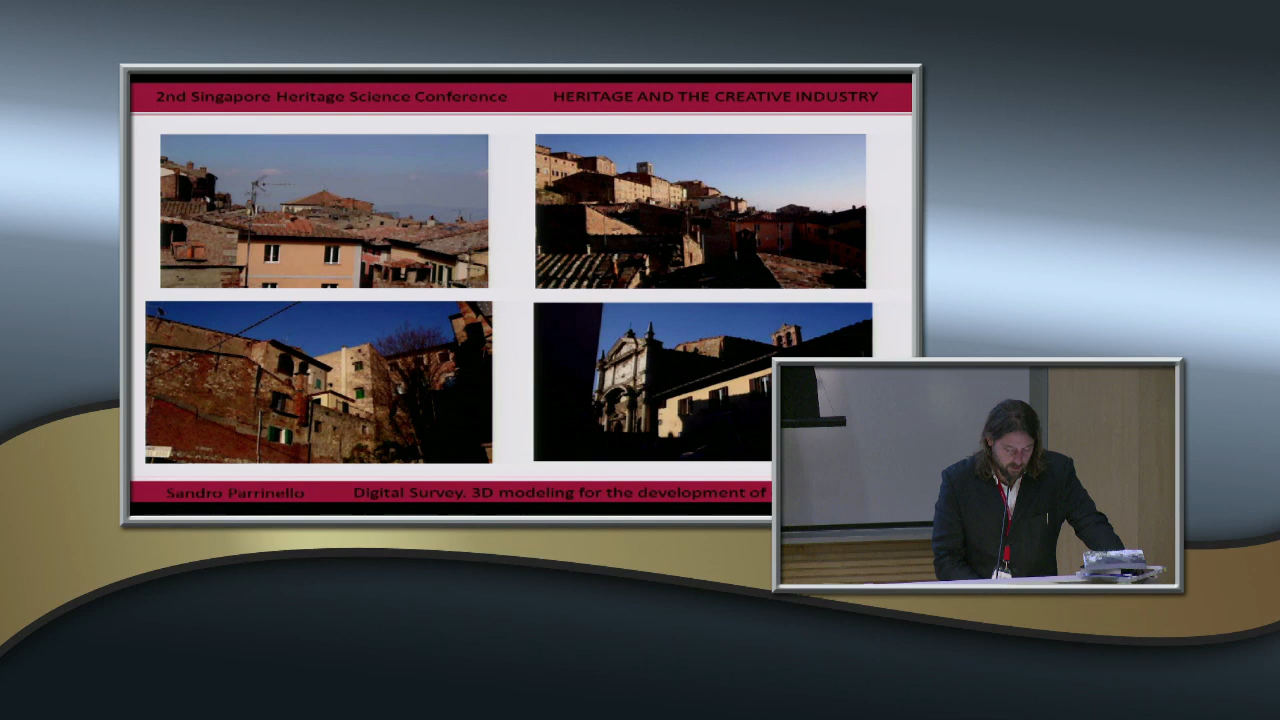 2nd Singapore Heritage Science Conference HERITAGE AND THE CREATIVE INDUSTRY
Sandro Parrinello Digital Survey. 3D modeling for the development of